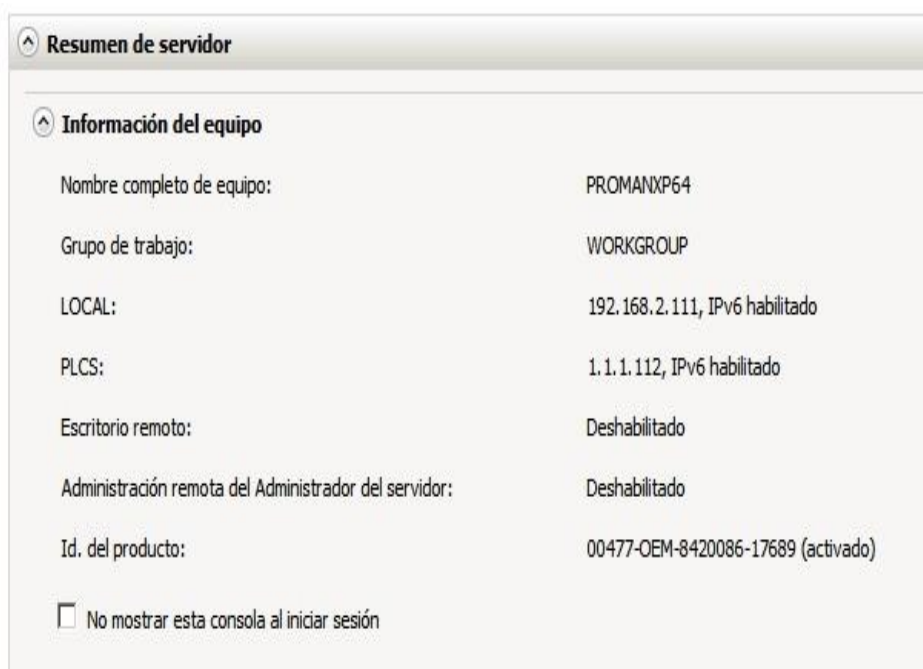 Resumen de servidor
Información del equipo
Nombre completo de equipo: PROMANXP64
Grupo de trabajo: WORKGROUP
LOCAL: 192.168.2.111, IPv6 habilitado
PLCS: 1.1.1.112, IPv6 habilitado
Escritorio remoto: Deshabilitado
Administración remota del Administrador del servidor: Deshabilitado
Id. del producto: 00477-OEM-8420086-17689 (activado)
No mostrar esta consola al iniciar sesión